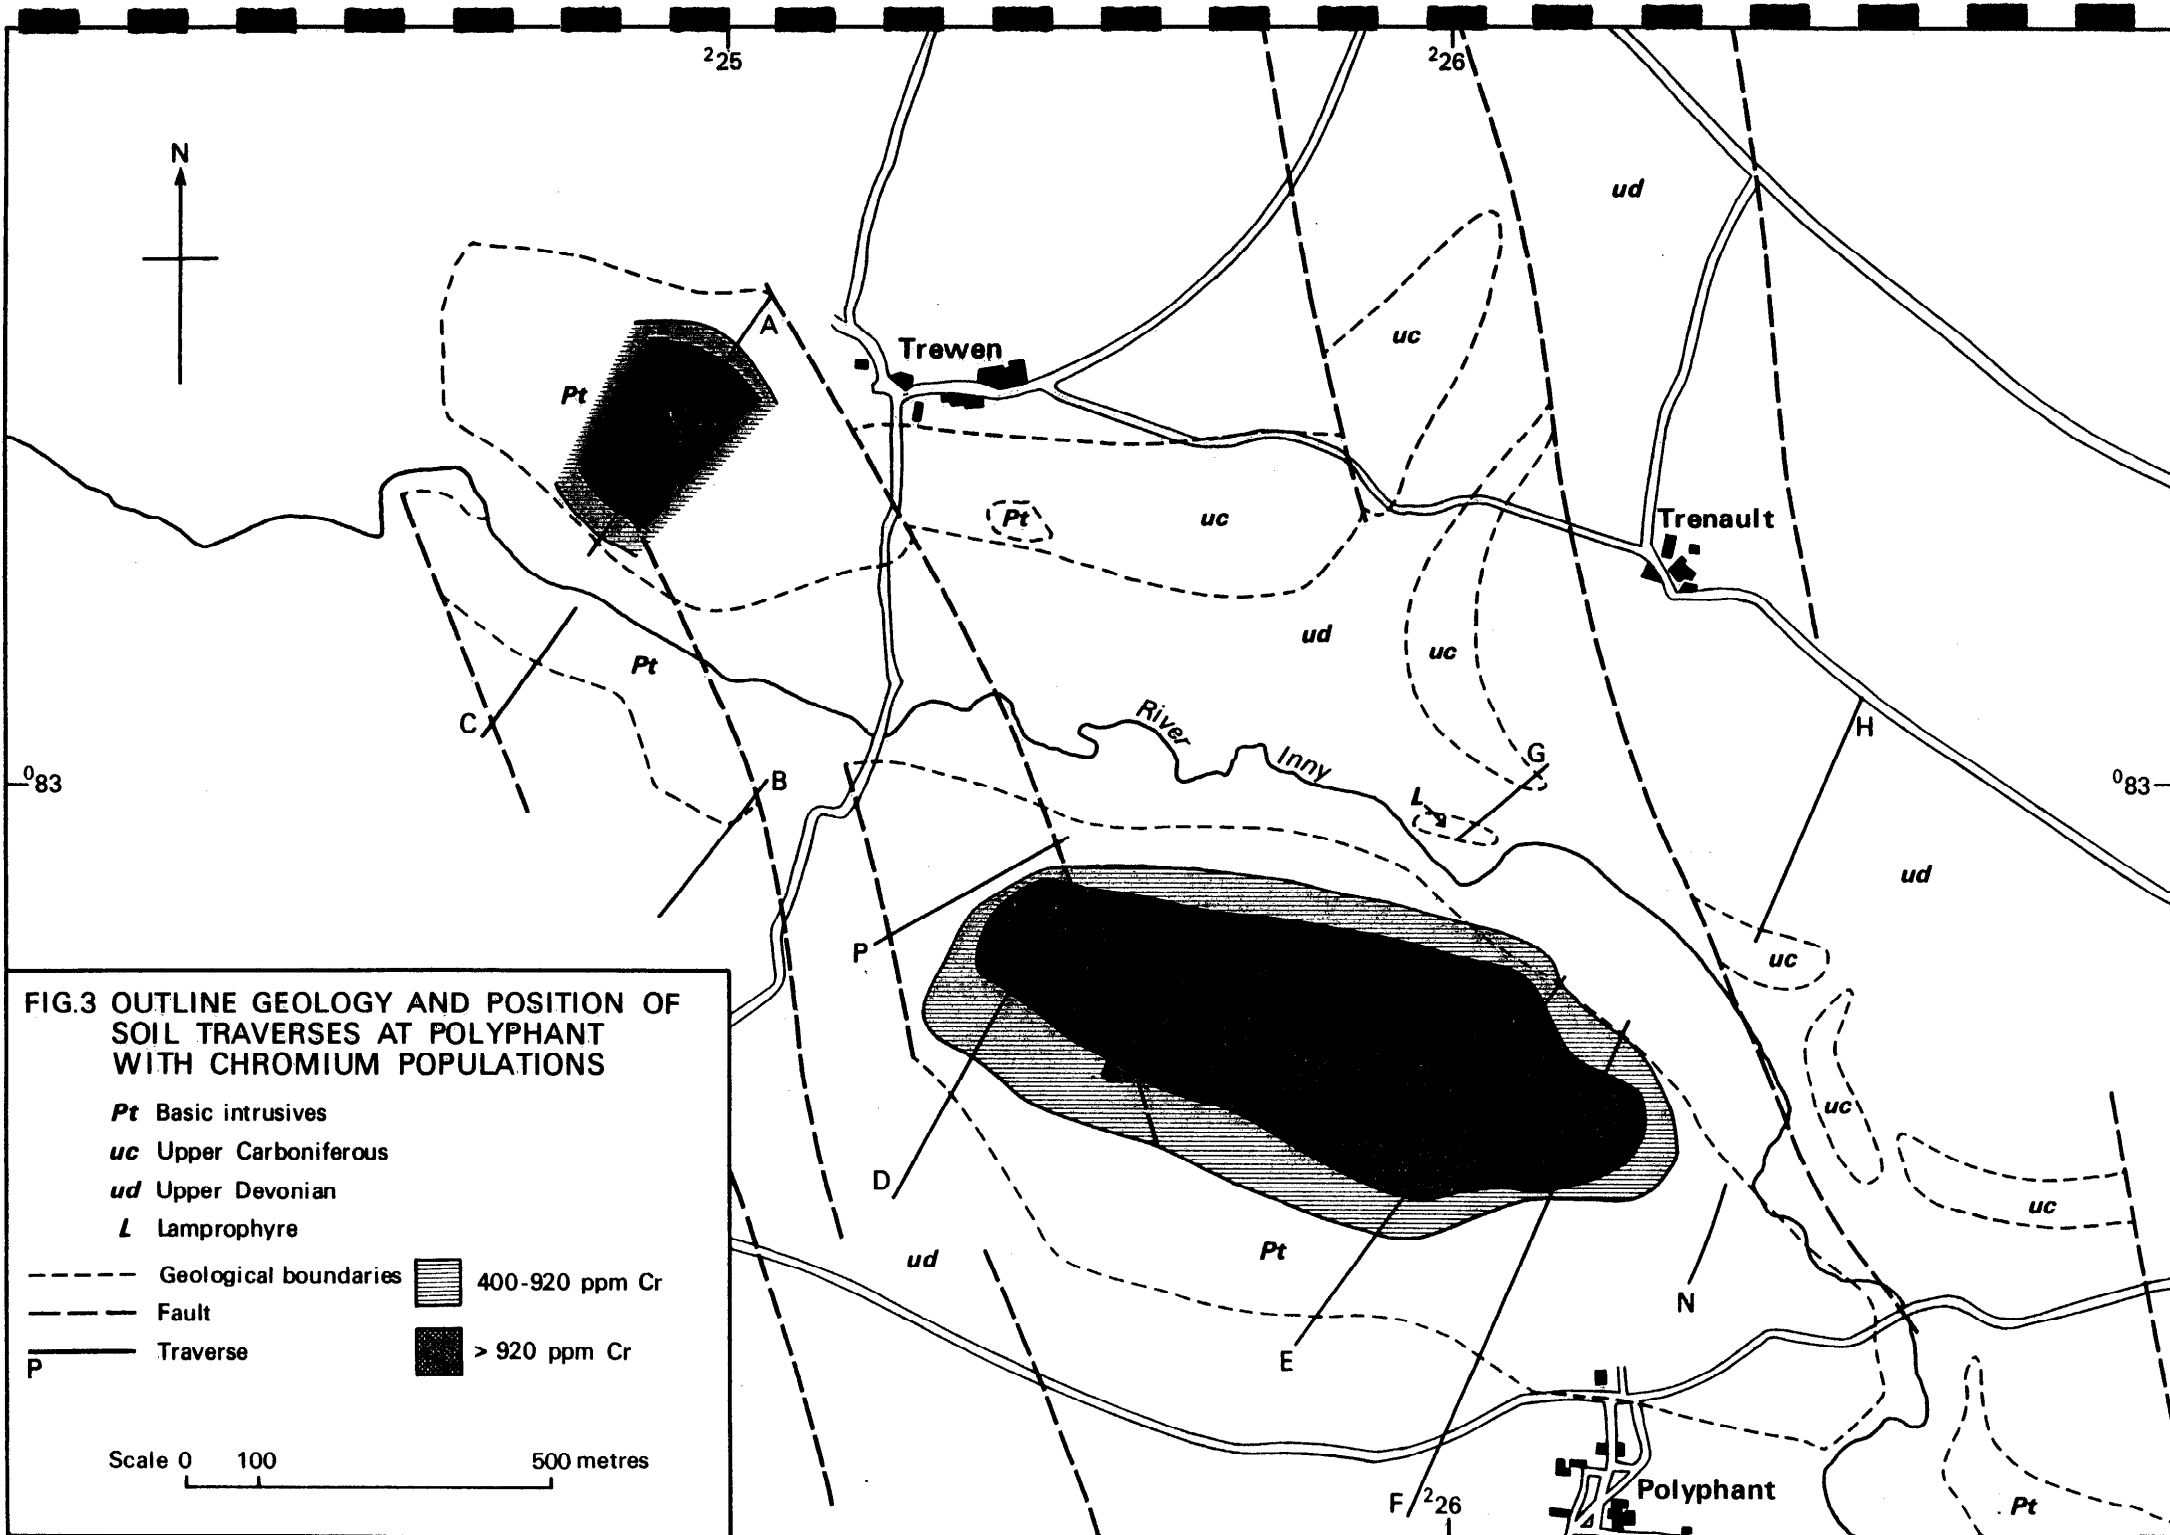 ²25
²26
N
ud
A
uc
Trewen
Pt
Pt
uc
Trenault
ud
uc
Pt
C
River
Inny
G
H
⁰83
B
⁰83
L
ud
P
uc
FIG.3 OUTLINE GEOLOGY AND POSITION OF
SOIL TRAVERSES AT POLYPHANT
WITH CHROMIUM POPULATIONS
Pt Basic intrusives
uc Upper Carboniferous
ud Upper Devonian
L Lamprophyre
Geological boundaries
400-920 ppm Cr
Fault
Traverse
P
> 920 ppm Cr
Scale 0 100 500 metres
uc
D
uc
ud
Pt
N
E
F
²26
Polyphant
Pt